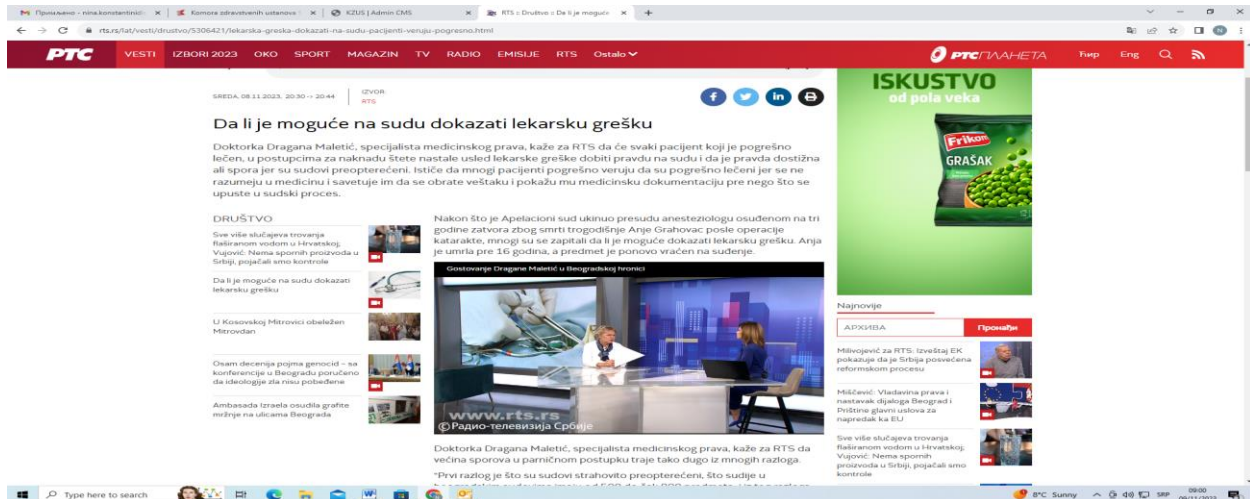 Примљено - nina.konstantinidi
Komora zdravstvenih ustanova
KZUS | Admin CMS
RTS :: Društvo :: Da li je moguće
rts.rs/lat/vesti/drustvo/5306421/lekarska-greska-dokazati-na-sudu-pacijenti-veruju-pogresno.html
РТС VESTI IZBORI 2023 OKO SPORT MAGAZIN TV RADIO EMISIJE RTS Ostalo РТС ПЛАНЕТА Ћир Eng
SREDA, 08.11.2023, 20:30 -> 20:44
IZVOR:
RTS
Da li je moguće na sudu dokazati lekarsku grešku
Doktorka Dragana Maletić, specijalista medicinskog prava, kaže za RTS da će svaki pacijent koji je pogrešno
lečen, u postupcima za naknadu štete nastale usled lekarske greške dobiti pravdu na sudu i da je pravda dostižna
ali spora jer su sudovi preopterećeni. Ističe da mnogi pacijenti pogrešno veruju da su pogrešno lečeni jer se ne
razumeju u medicinu i savetuje im da se obrate veštaku i pokažu mu medicinsku dokumentaciju pre nego što se
upuste u sudski proces.
DRUŠTVO
Sve više slučajeva trovanja
flaširanom vodom u Hrvatskoj,
Vujović: Nema spornih proizvoda u
Srbiji, pojačali smo kontrole
Da li je moguće na sudu dokazati
lekarsku grešku
U Kosovskoj Mitrovici obeležen
Mitrovdan
Osam decenija pojma genocid – sa
konferencije u Beogradu poručeno
da ideologije zla nisu pobeđene
Ambasada Izraela osudila grafite
mržnje na ulicama Beograda
Nakon što je Apelacioni sud ukinuo presudu anesteziologu osuđenom na tri
godine zatvora zbog smrti trogodišnje Anje Grahovac posle operacije
katarakte, mnogi su se zapitali da li je moguće dokazati lekarsku grešku. Anja
je umrla pre 16 godina, a predmet je ponovo vraćen na suđenje.
Gostovanje Dragane Maletić u Beogradskoj hronici
www.rts.rs
©Радио-телевизија Србије
Doktorka Dragana Maletić, specijalista medicinskog prava, kaže za RTS da
većina sporova u parničnom postupku traje tako dugo iz mnogih razloga.
"Prvi razlog je što su sudovi strahovito preopterećeni, što sudije u
ISKUSTVO
od pola veka
Frikom
GRAŠAK
Najnovije
АРХИВА Пронађи
Milivojević za RTS: Izveštaj EK
pokazuje da je Srbija posvećena
reformskom procesu
Miščević: Vladavina prava i
nastavak dijaloga Beograd i
Prištine glavni uslova za
napredak ka EU
Sve više slučajeva trovanja
flaširanom vodom u Hrvatskoj,
Vujović: Nema spornih
proizvoda u Srbiji, pojačali smo
kontrole
Type here to search
8°C Sunny
SRP
09:00
09/11/2023